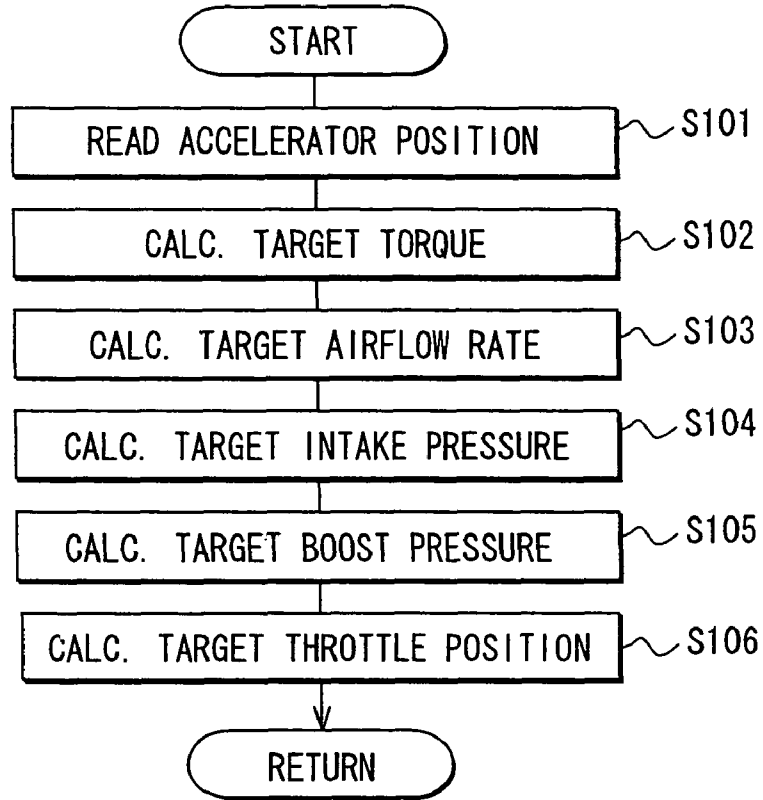 START
READ ACCELERATOR POSITION
S101
CALC. TARGET TORQUE
S102
CALC. TARGET AIRFLOW RATE
S103
CALC. TARGET INTAKE PRESSURE
S104
CALC. TARGET BOOST PRESSURE
S105
CALC. TARGET THROTTLE POSITION
S106
RETURN